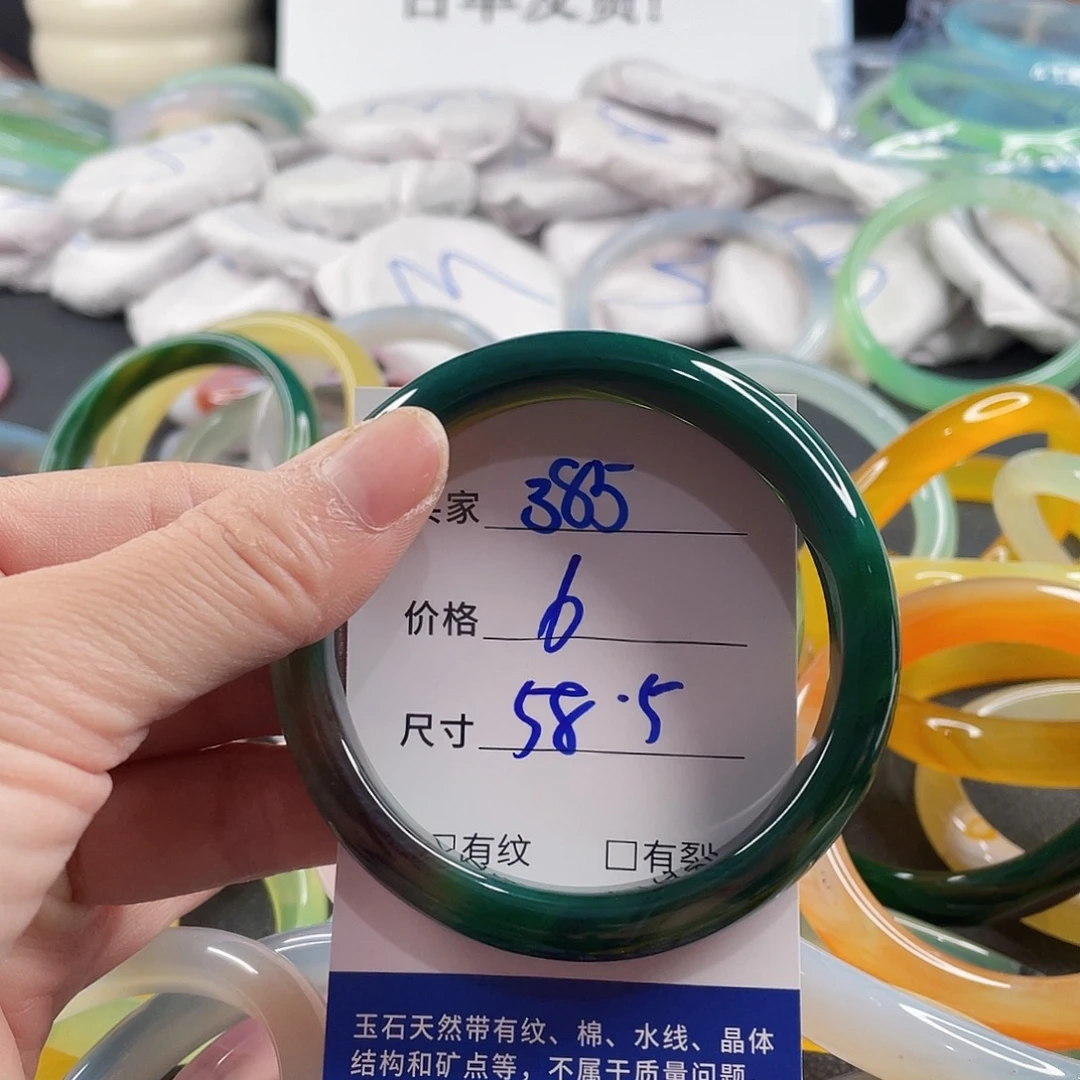 家 385
价格 6
尺寸 58.5
□有纹 □有裂
玉石天然带有纹、棉、水线、晶体
结构和矿点等，不属于质量问题